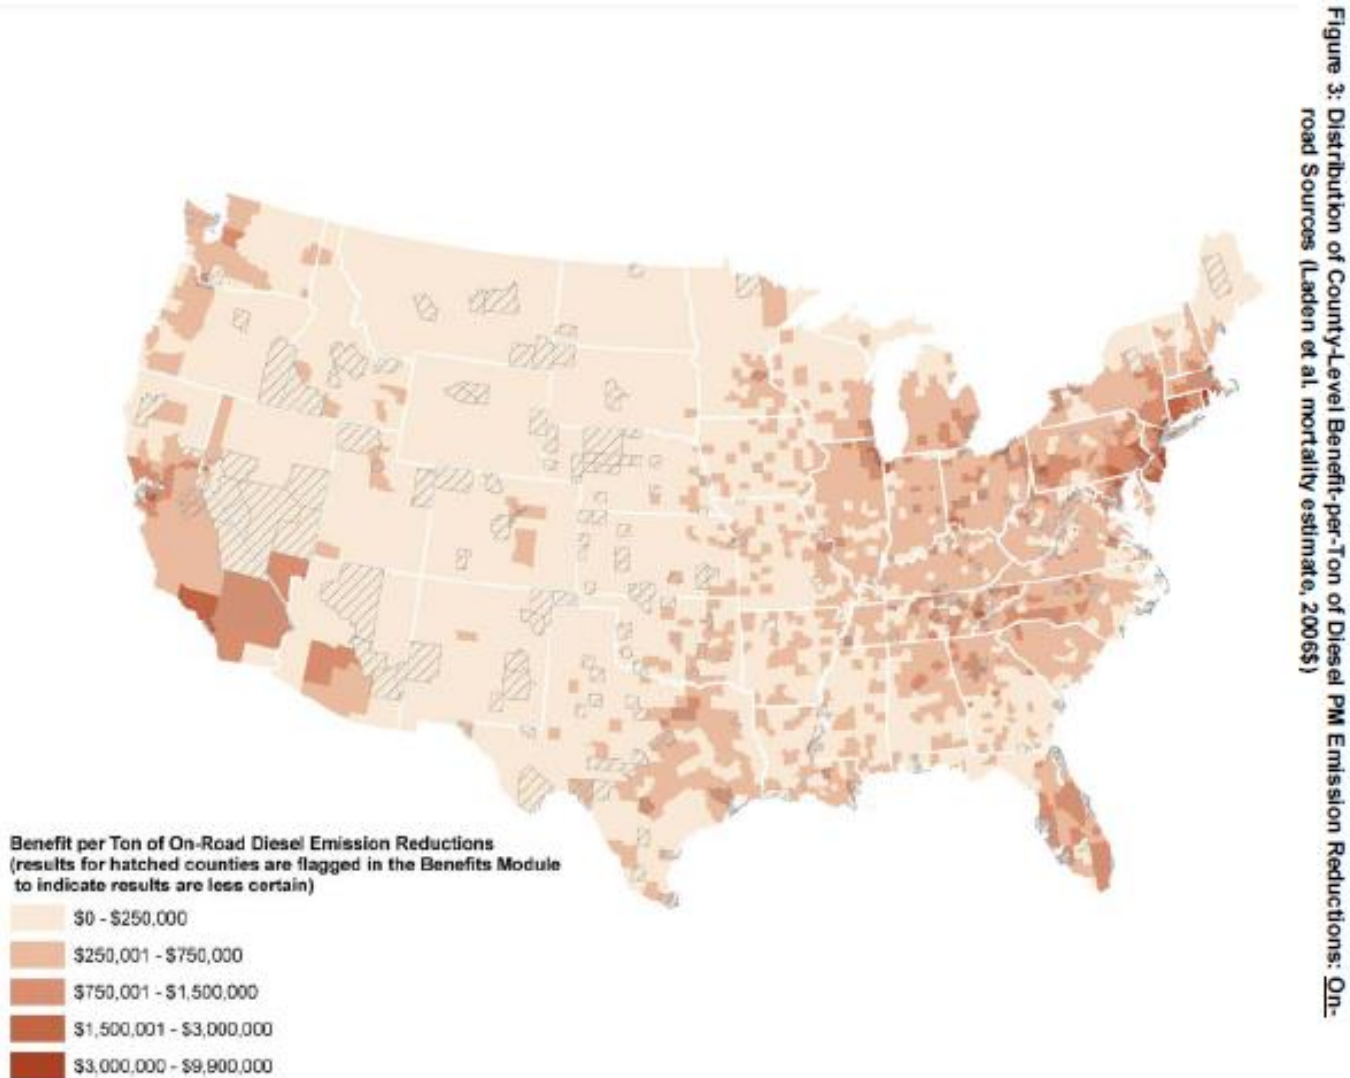 Figure 3: Distribution of County-Level Benefit-per-Ton of Diesel PM Emission Reductions: On-
road Sources (Laden et al. mortality estimate, 2006$)
Benefit per Ton of On-Road Diesel Emission Reductions
(results for hatched counties are flagged in the Benefits Module
to indicate results are less certain)
$0 - $250,000
$250,001 - $750,000
$750,001 - $1,500,000
$1,500,001 - $3,000,000
$3,000,000 - $9,900,000